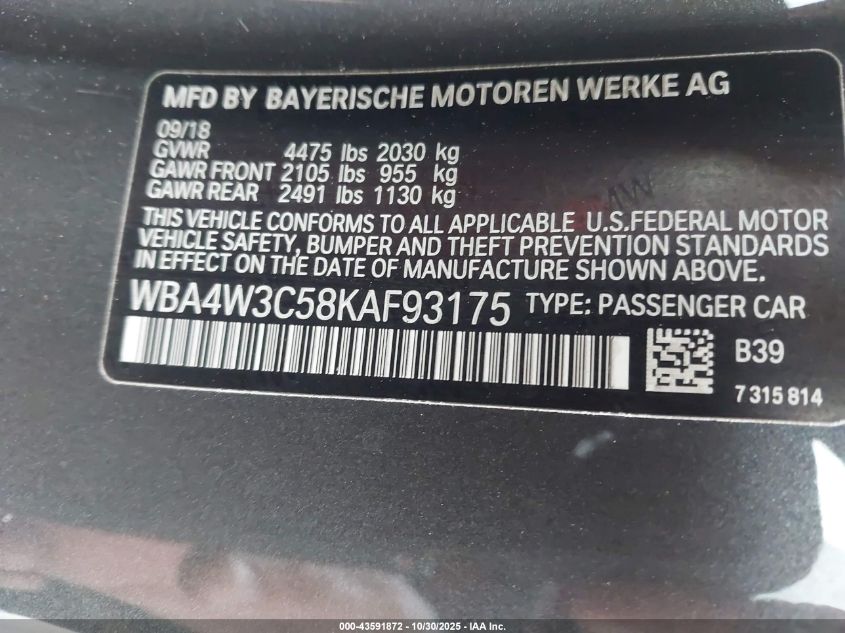 MFD BY BAYERISCHE MOTOREN WERKE AG
09/18
GVWR 4475 lbs 2030 kg
GAWR FRONT 2105 lbs 955 kg
GAWR REAR 2491 lbs 1130 kg
THIS VEHICLE CONFORMS TO ALL APPLICABLE U.S.FEDERAL MOTOR
VEHICLE SAFETY, BUMPER AND THEFT PREVENTION STANDARDS
IN EFFECT ON THE DATE OF MANUFACTURE SHOWN ABOVE.
WBA4W3C58KAF93175 TYPE: PASSENGER CAR
B39
7 315 814
000-43591872 - 10/30/2025 - IAA Inc.